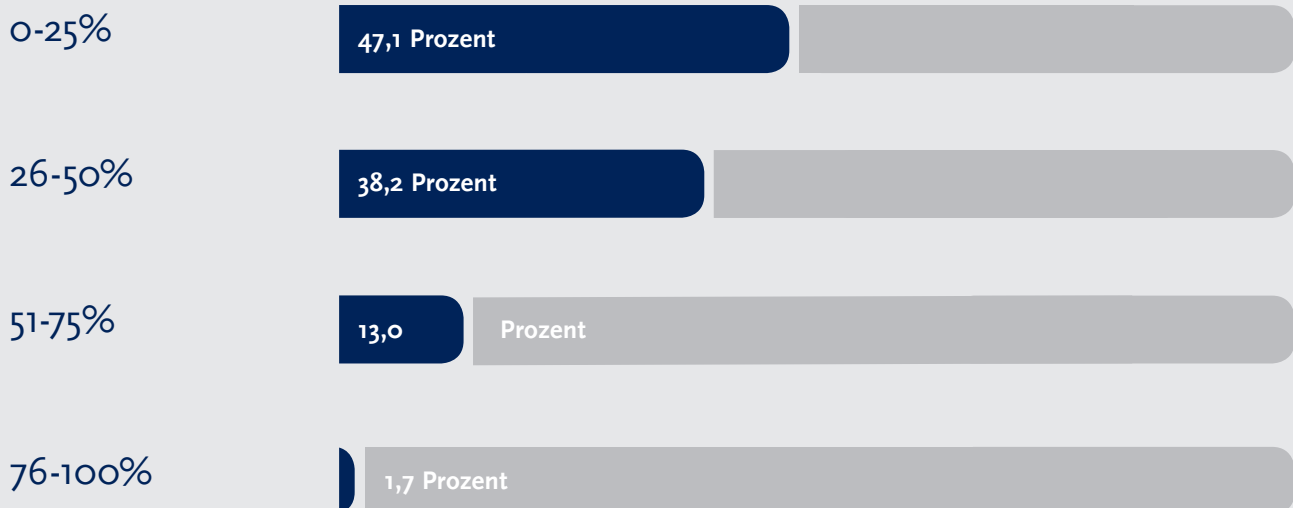 0-25% 47,1 Prozent
26-50% 38,2 Prozent
51-75% 13,0 Prozent
76-100% 1,7 Prozent